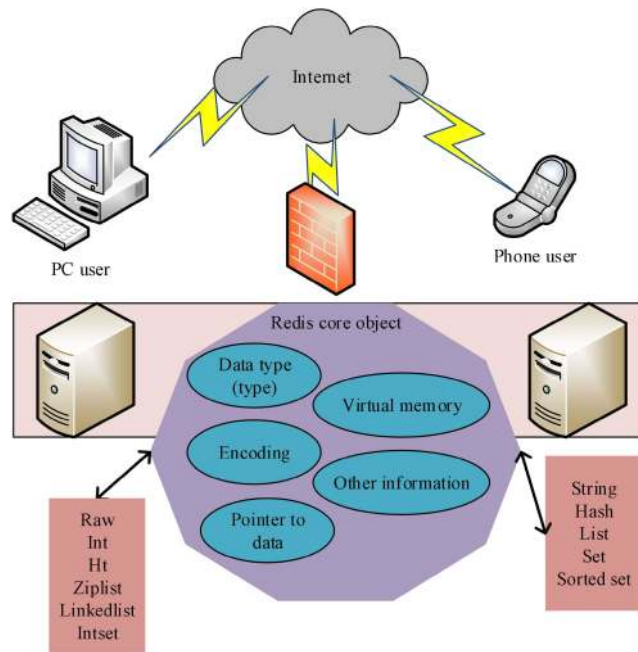 Internet
PC user
Phone user
Redis core object
Data type
(type)
Virtual memory
Encoding
Other information
Pointer to
data
Raw
Int
Ht
Ziplist
Linkedlist
Intset
String
Hash
List
Set
Sorted set